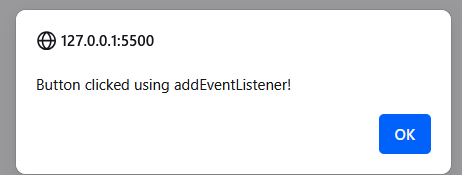 127.0.0.1:5500
Button clicked using addEventListener!
OK